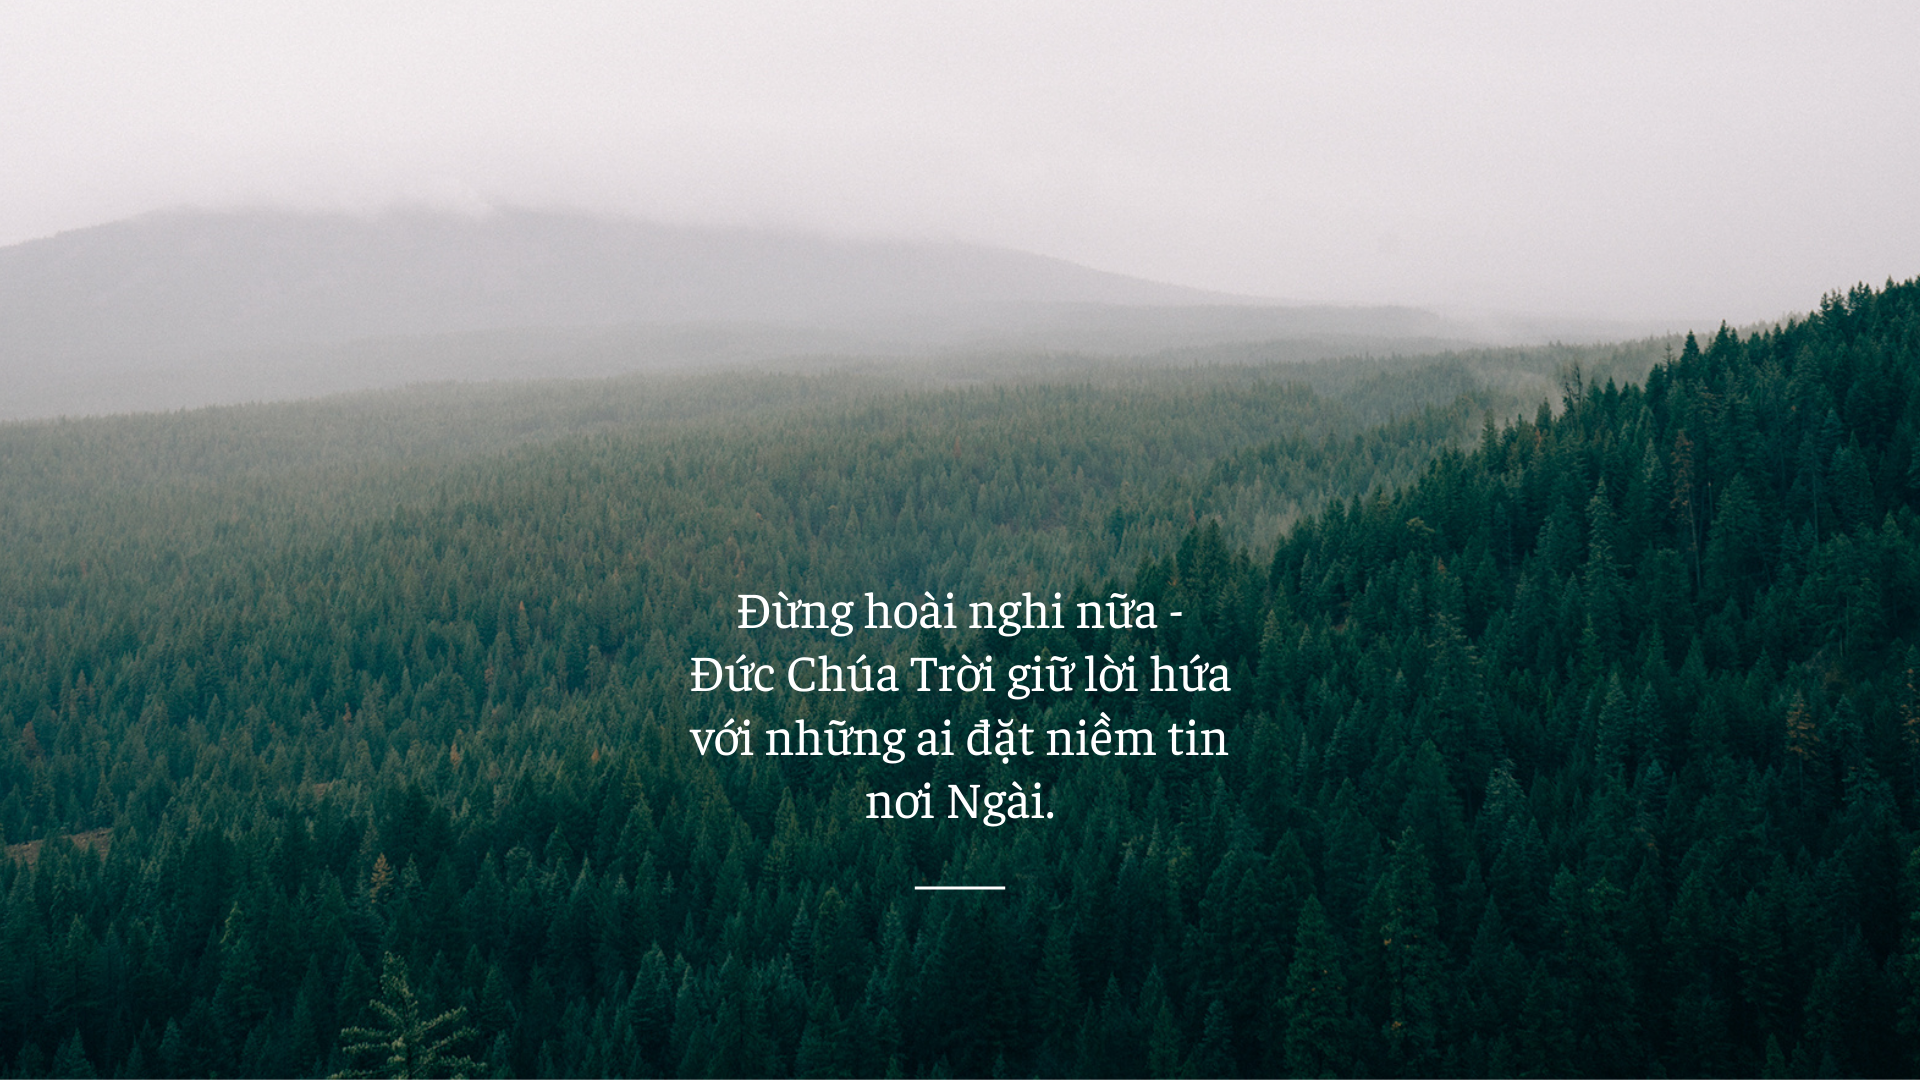 Đừng hoài nghi nữa -
Đức Chúa Trời giữ lời hứa
với những ai đặt niềm tin
nơi Ngài.